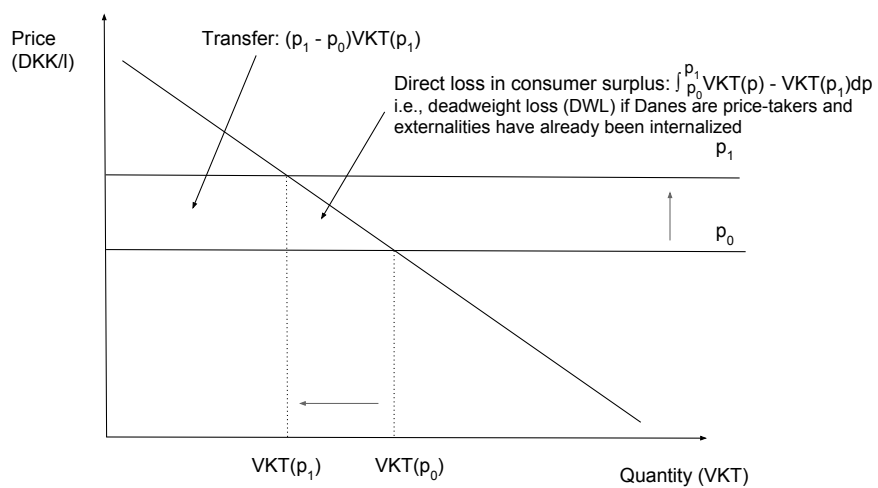 Price
(DKK/l)
Transfer: (p₁ - p₀)VKT(p₁)
Direct loss in consumer surplus: ∫p₀p₁ VKT(p) - VKT(p₁)dp
i.e., deadweight loss (DWL) if Danes are price-takers and
externalities have already been internalized
p₁
p₀
VKT(p₁)
VKT(p₀)
Quantity (VKT)